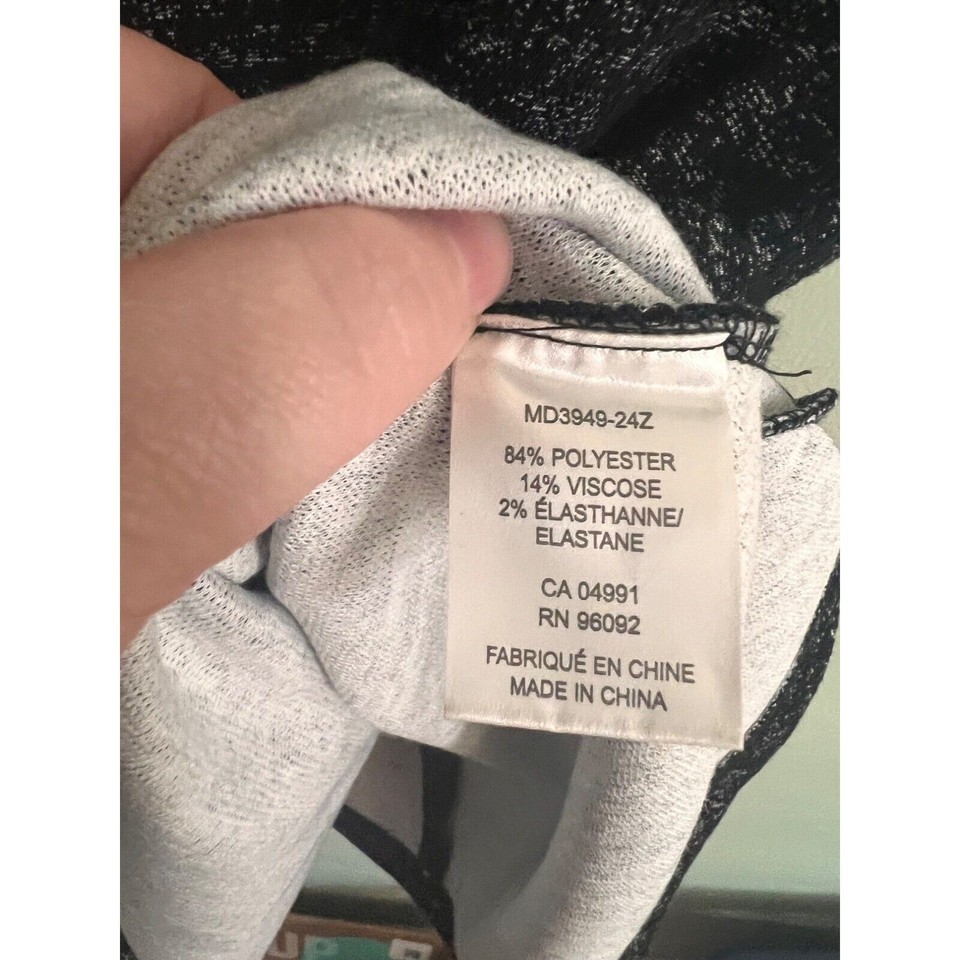 MD3949-24Z
84% POLYESTER
14% VISCOSE
2% ÉLASTHANNE/
ELASTANE
CA 04991
RN 96092
FABRIQUÉ EN CHINE
MADE IN CHINA